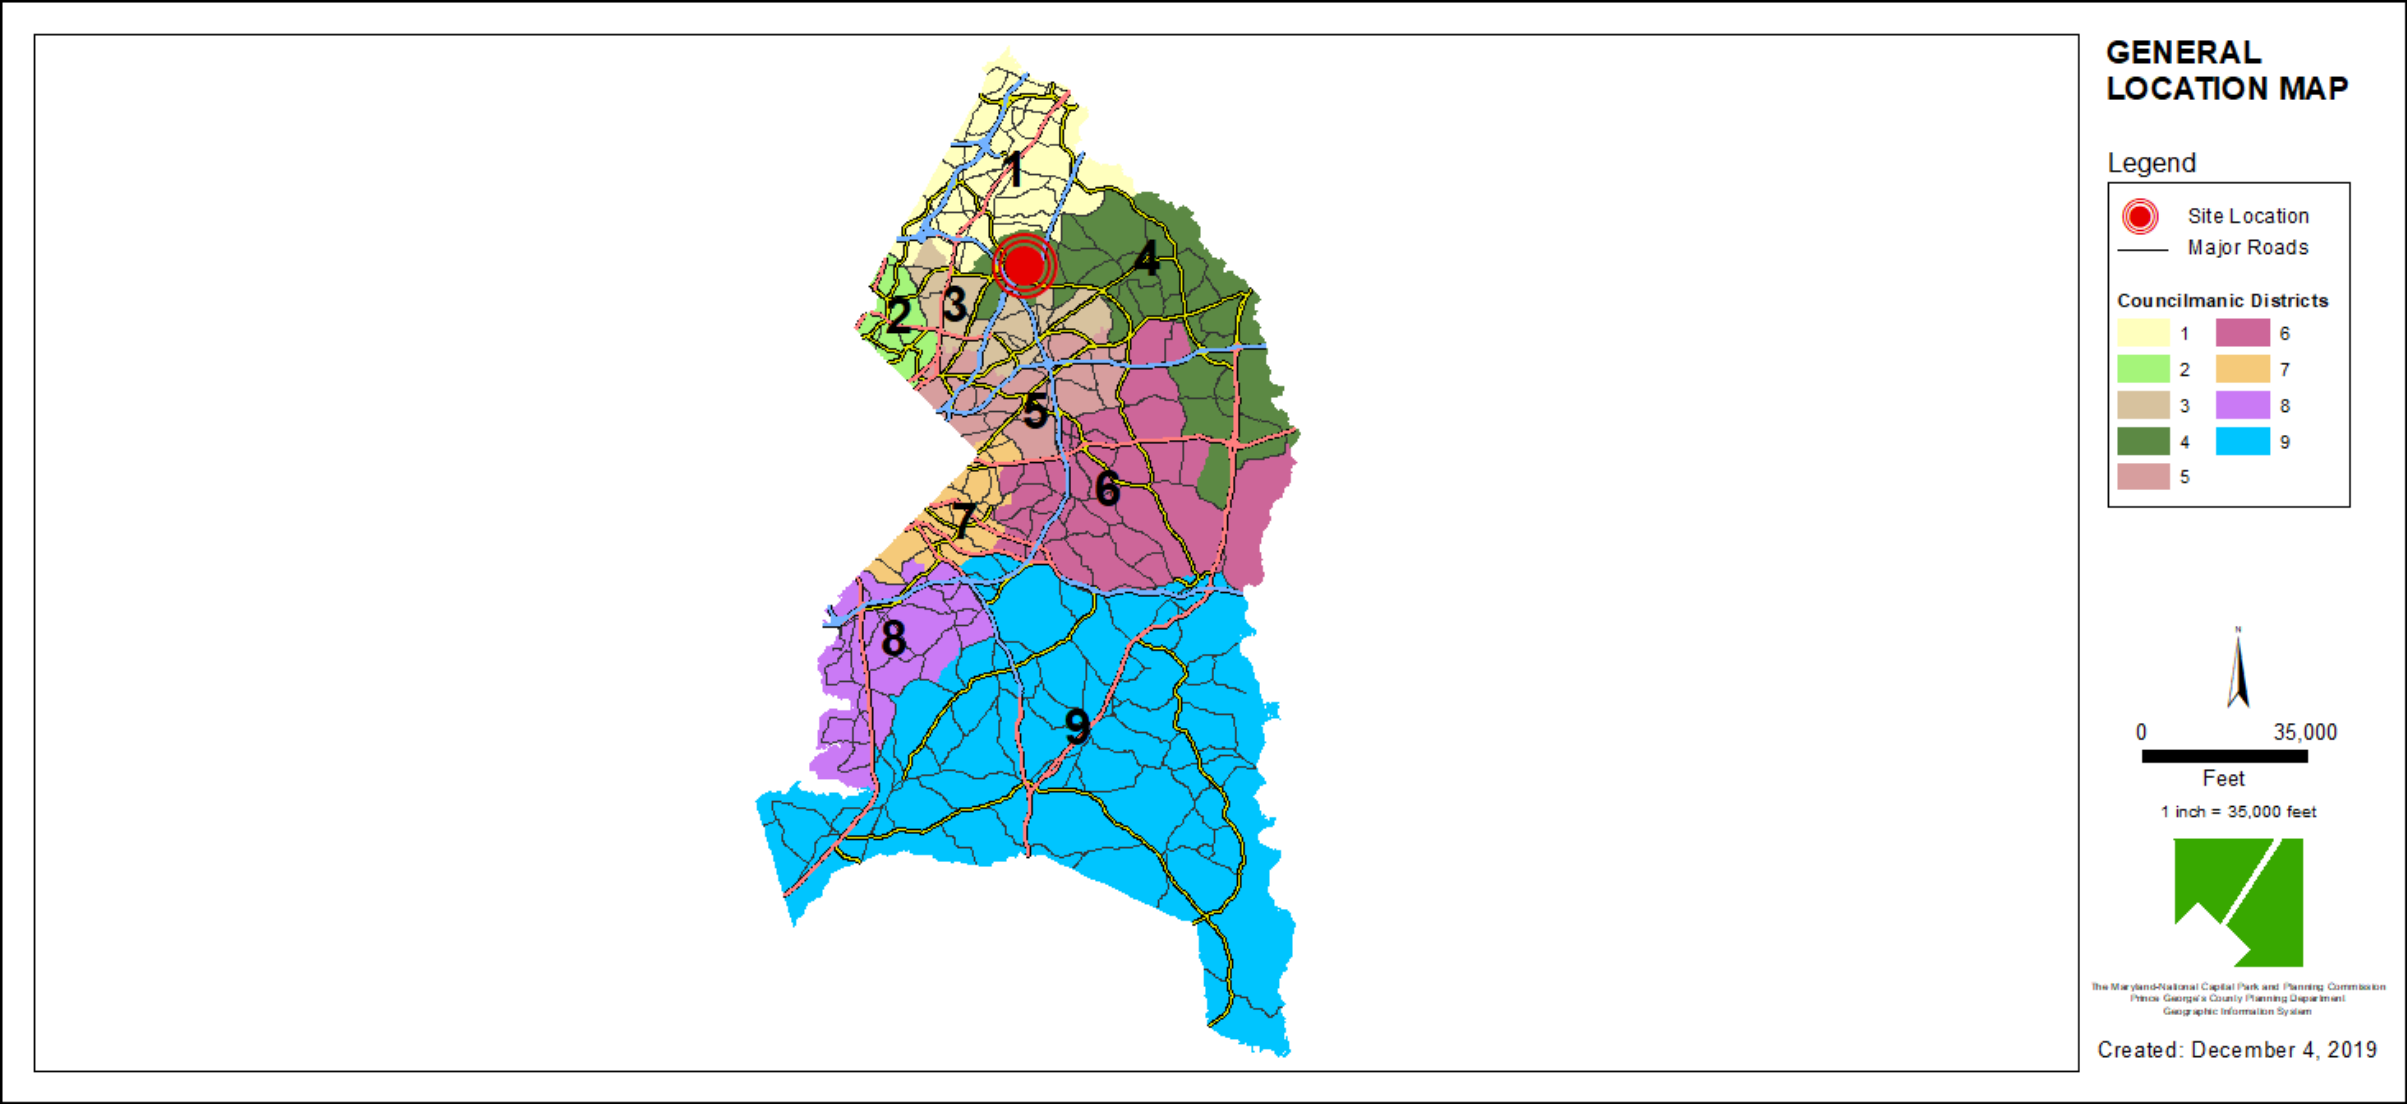 GENERAL
LOCATION MAP
Legend
Site Location
Major Roads
Councilmanic Districts
1 6
2 7
3 8
4 9
5
1
4
3
2
5
6
7
8
9
N
0 35,000
Feet
1 inch = 35,000 feet
The Maryland-National Capital Park and Planning Commission
Prince George's County Planning Department
Geographic Information System
Created: December 4, 2019